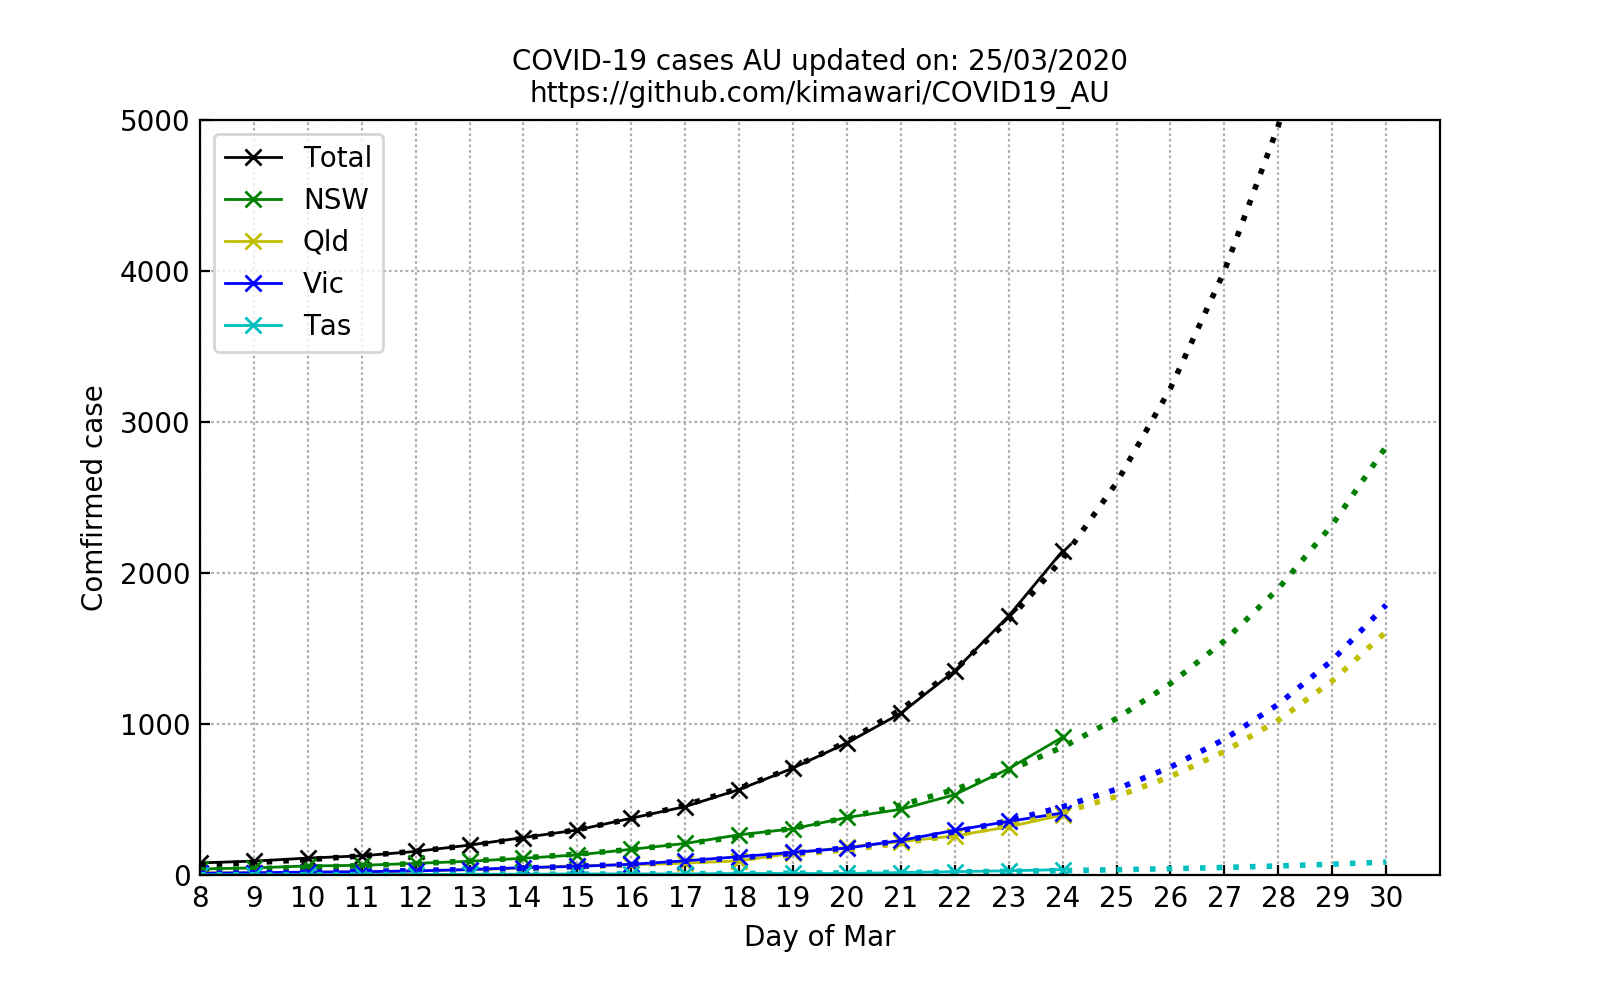 COVID-19 cases AU updated on: 25/03/2020
https://github.com/kimawari/COVID19_AU
5000
4000
3000
2000
1000
0
Total
NSW
Qld
Vic
Tas
Comfirmed case
8 9 10 11 12 13 14 15 16 17 18 19 20 21 22 23 24 25 26 27 28 29 30
Day of Mar